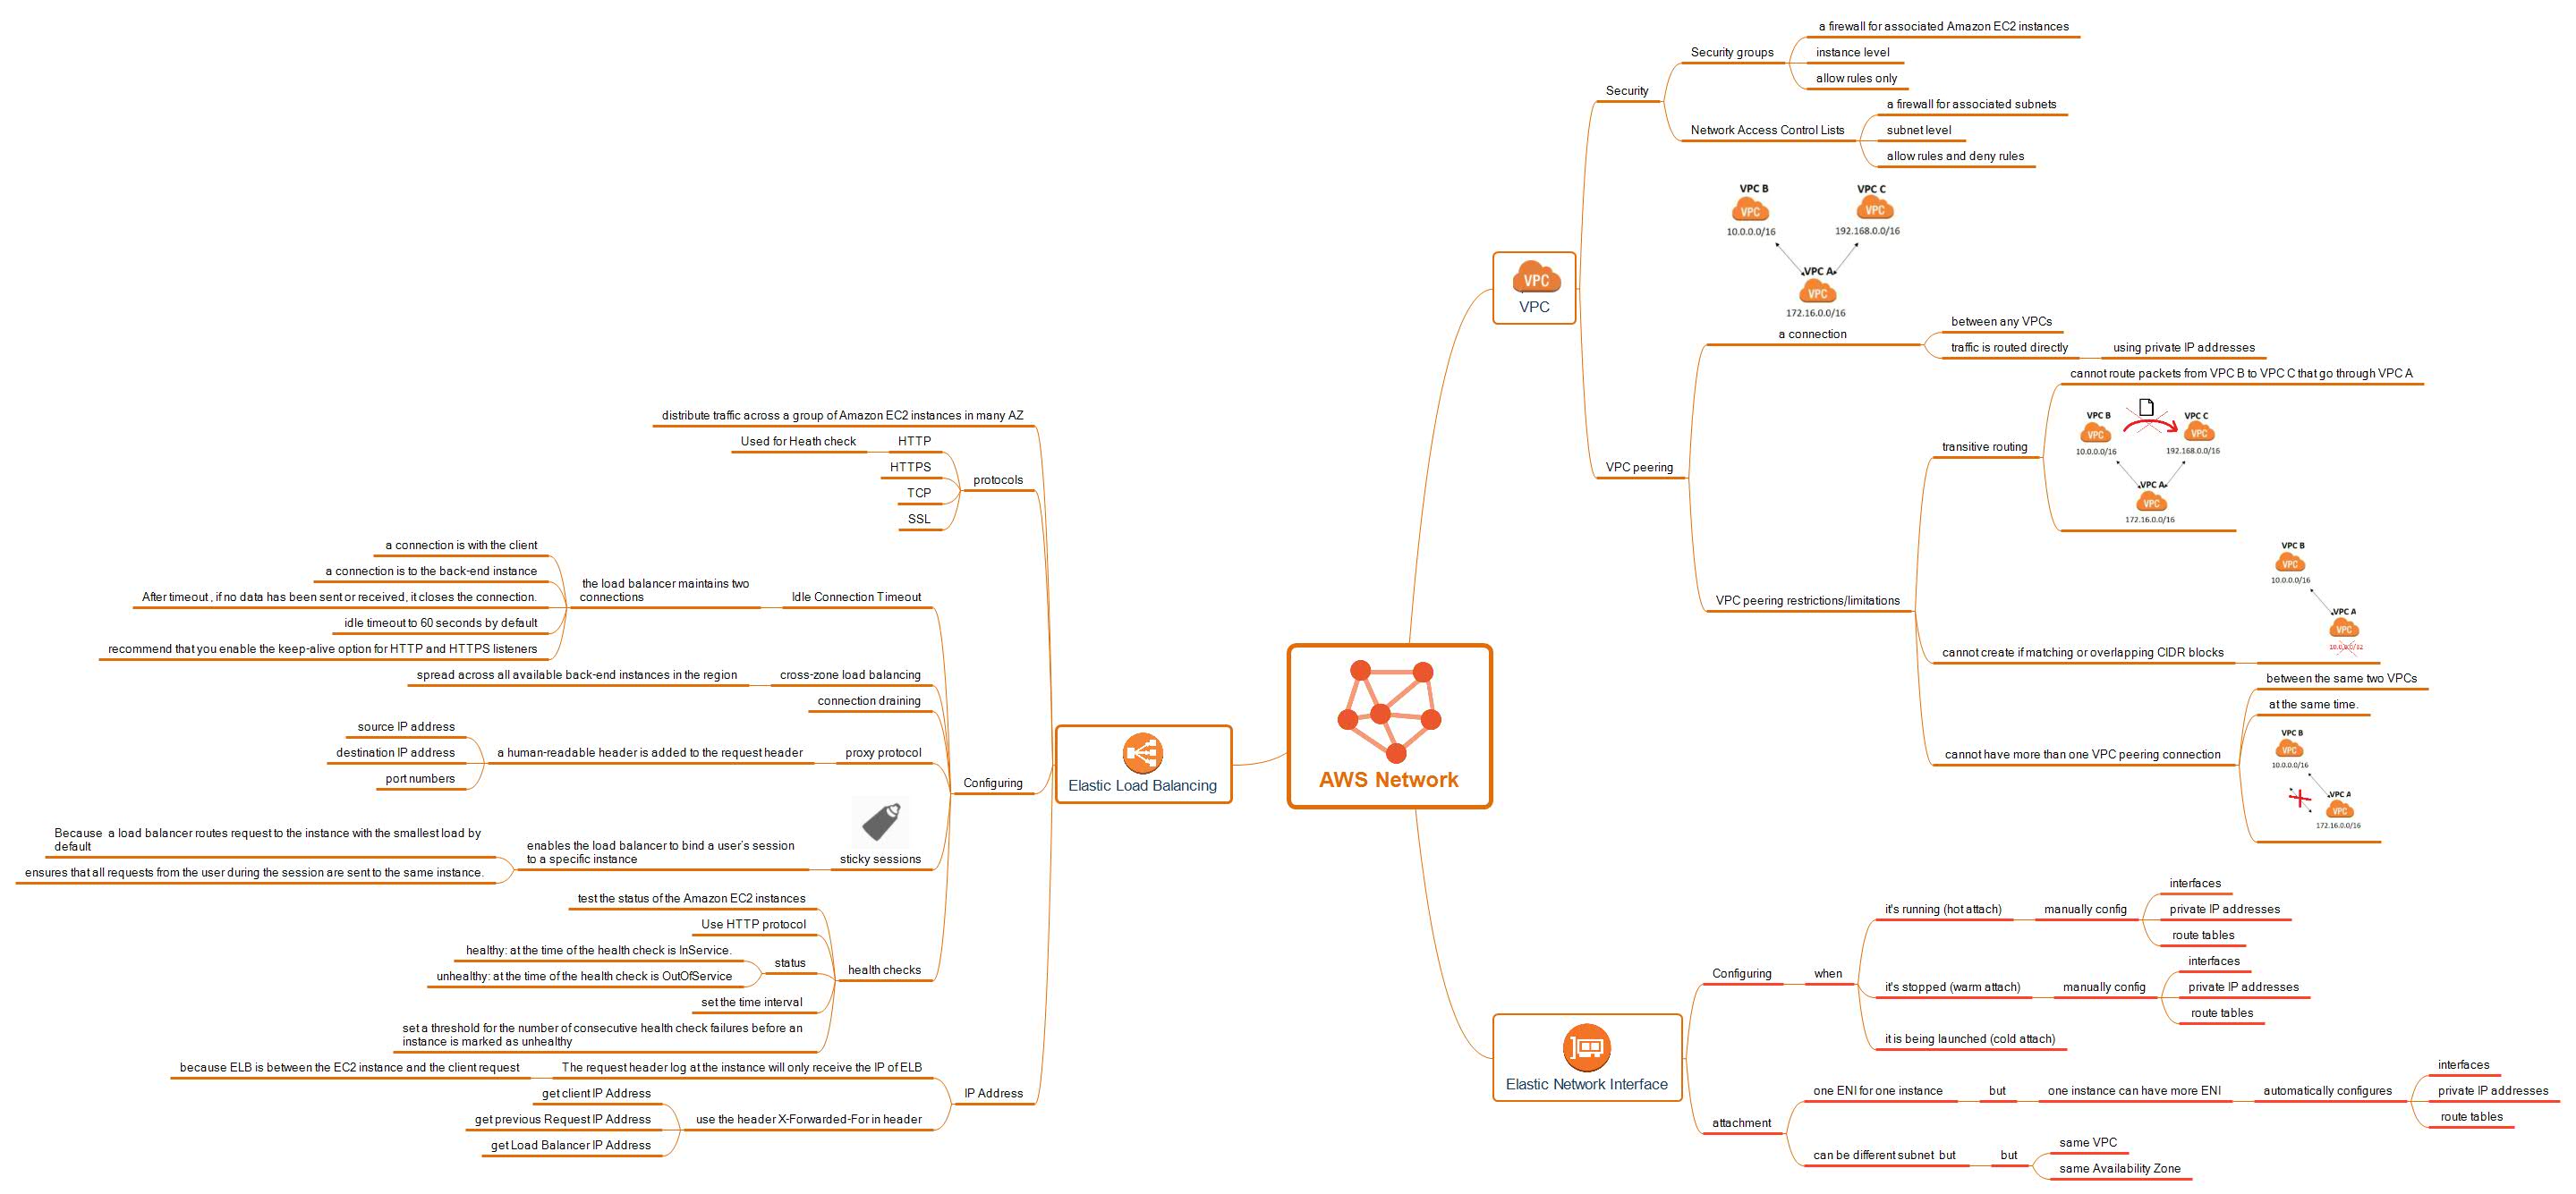 a firewall for associated Amazon EC2 instances
Security groups
instance level
allow rules only
Security
a firewall for associated subnets
Network Access Control Lists
subnet level
allow rules and deny rules
VPC B
VPC C
VPC
VPC
10.0.0.0/16
192.168.0.0/16
VPC A
VPC
172.16.0.0/16
VPC
VPC
a connection
between any VPCs
traffic is routed directly
using private IP addresses
VPC peering
cannot route packets from VPC B to VPC C that go through VPC A
transitive routing
VPC B
VPC C
VPC
VPC
10.0.0.0/16
192.168.0.0/16
VPC A
VPC
172.16.0.0/16
VPC peering restrictions/limitations
VPC B
VPC
10.0.0.0/16
VPC A
VPC
cannot create if matching or overlapping CIDR blocks
between the same two VPCs
at the same time.
cannot have more than one VPC peering connection
VPC B
VPC
10.0.0.0/16
VPC A
VPC
172.16.0.0/16
AWS Network
distribute traffic across a group of Amazon EC2 instances in many AZ
Used for Heath check
HTTP
HTTPS
protocols
TCP
SSL
a connection is with the client
a connection is to the back-end instance
the load balancer maintains two
connections
Idle Connection Timeout
After timeout , if no data has been sent or received, it closes the connection.
idle timeout to 60 seconds by default
recommend that you enable the keep-alive option for HTTP and HTTPS listeners
spread across all available back-end instances in the region
cross-zone load balancing
connection draining
source IP address
destination IP address
a human-readable header is added to the request header
proxy protocol
port numbers
Configuring
Elastic Load Balancing
Because a load balancer routes request to the instance with the smallest load by
default
enables the load balancer to bind a user's session
to a specific instance
sticky sessions
ensures that all requests from the user during the session are sent to the same instance.
test the status of the Amazon EC2 instances
Use HTTP protocol
healthy: at the time of the health check is InService.
status
health checks
unhealthy: at the time of the health check is OutOfService
set the time interval
set a threshold for the number of consecutive health check failures before an
instance is marked as unhealthy
because ELB is between the EC2 instance and the client request
The request header log at the instance will only receive the IP of ELB
IP Address
get client IP Address
get previous Request IP Address
use the header X-Forwarded-For in header
get Load Balancer IP Address
Elastic Network Interface
Configuring
when
it's running (hot attach)
manually config
interfaces
private IP addresses
route tables
it's stopped (warm attach)
manually config
interfaces
private IP addresses
route tables
it is being launched (cold attach)
attachment
one ENI for one instance
but
one instance can have more ENI
automatically configures
interfaces
private IP addresses
route tables
can be different subnet but
but
same VPC
same Availability Zone